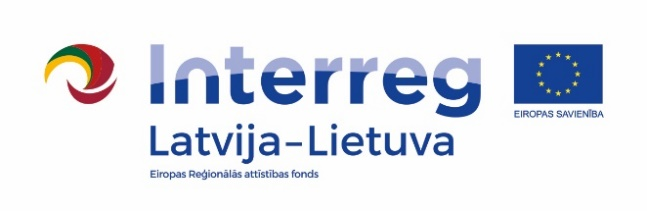 Interreg
Latvija–Lietuva
Eiropas Reģionālās attīstības fonds
EIROPAS SAVIENĪBA